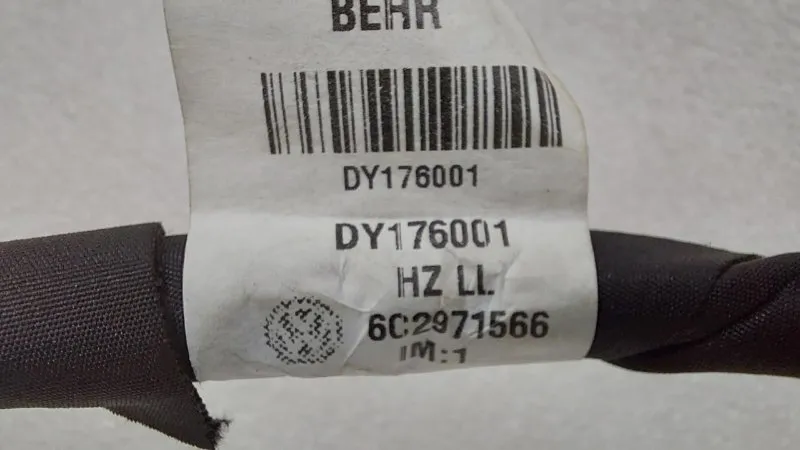 BEHR
DY176001
DY176001
HZ LL
6C2971566
IM:1